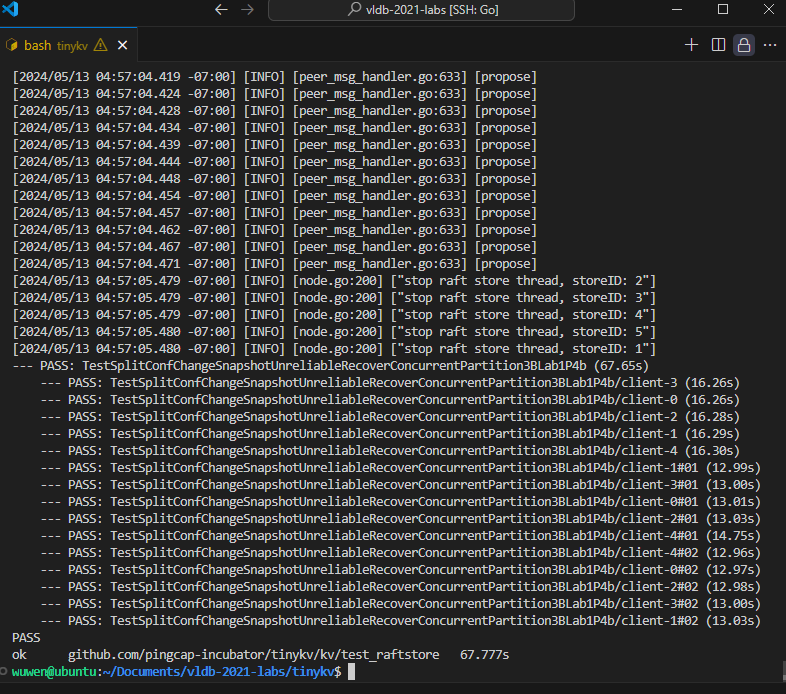 vldb-2021-labs [SSH: Go]
bash tinykv
[2024/05/13 04:57:04.419 -07:00] [INFO] [peer_msg_handler.go:633] [propose]
[2024/05/13 04:57:04.424 -07:00] [INFO] [peer_msg_handler.go:633] [propose]
[2024/05/13 04:57:04.428 -07:00] [INFO] [peer_msg_handler.go:633] [propose]
[2024/05/13 04:57:04.434 -07:00] [INFO] [peer_msg_handler.go:633] [propose]
[2024/05/13 04:57:04.439 -07:00] [INFO] [peer_msg_handler.go:633] [propose]
[2024/05/13 04:57:04.444 -07:00] [INFO] [peer_msg_handler.go:633] [propose]
[2024/05/13 04:57:04.448 -07:00] [INFO] [peer_msg_handler.go:633] [propose]
[2024/05/13 04:57:04.454 -07:00] [INFO] [peer_msg_handler.go:633] [propose]
[2024/05/13 04:57:04.457 -07:00] [INFO] [peer_msg_handler.go:633] [propose]
[2024/05/13 04:57:04.462 -07:00] [INFO] [peer_msg_handler.go:633] [propose]
[2024/05/13 04:57:04.467 -07:00] [INFO] [peer_msg_handler.go:633] [propose]
[2024/05/13 04:57:04.471 -07:00] [INFO] [peer_msg_handler.go:633] [propose]
[2024/05/13 04:57:05.479 -07:00] [INFO] [node.go:200] ["stop raft store thread, storeID: 2"]
[2024/05/13 04:57:05.479 -07:00] [INFO] [node.go:200] ["stop raft store thread, storeID: 3"]
[2024/05/13 04:57:05.479 -07:00] [INFO] [node.go:200] ["stop raft store thread, storeID: 4"]
[2024/05/13 04:57:05.480 -07:00] [INFO] [node.go:200] ["stop raft store thread, storeID: 5"]
[2024/05/13 04:57:05.480 -07:00] [INFO] [node.go:200] ["stop raft store thread, storeID: 1"]
--- PASS: TestSplitConfChangeSnapshotUnreliableRecoverConcurrentPartition3BLab1P4b (67.65s)
    --- PASS: TestSplitConfChangeSnapshotUnreliableRecoverConcurrentPartition3BLab1P4b/client-3 (16.26s)
    --- PASS: TestSplitConfChangeSnapshotUnreliableRecoverConcurrentPartition3BLab1P4b/client-0 (16.26s)
    --- PASS: TestSplitConfChangeSnapshotUnreliableRecoverConcurrentPartition3BLab1P4b/client-2 (16.28s)
    --- PASS: TestSplitConfChangeSnapshotUnreliableRecoverConcurrentPartition3BLab1P4b/client-1 (16.29s)
    --- PASS: TestSplitConfChangeSnapshotUnreliableRecoverConcurrentPartition3BLab1P4b/client-4 (16.30s)
    --- PASS: TestSplitConfChangeSnapshotUnreliableRecoverConcurrentPartition3BLab1P4b/client-1#01 (12.99s)
    --- PASS: TestSplitConfChangeSnapshotUnreliableRecoverConcurrentPartition3BLab1P4b/client-3#01 (13.00s)
    --- PASS: TestSplitConfChangeSnapshotUnreliableRecoverConcurrentPartition3BLab1P4b/client-0#01 (13.01s)
    --- PASS: TestSplitConfChangeSnapshotUnreliableRecoverConcurrentPartition3BLab1P4b/client-2#01 (13.03s)
    --- PASS: TestSplitConfChangeSnapshotUnreliableRecoverConcurrentPartition3BLab1P4b/client-4#01 (14.75s)
    --- PASS: TestSplitConfChangeSnapshotUnreliableRecoverConcurrentPartition3BLab1P4b/client-4#02 (12.96s)
    --- PASS: TestSplitConfChangeSnapshotUnreliableRecoverConcurrentPartition3BLab1P4b/client-0#02 (12.97s)
    --- PASS: TestSplitConfChangeSnapshotUnreliableRecoverConcurrentPartition3BLab1P4b/client-2#02 (12.98s)
    --- PASS: TestSplitConfChangeSnapshotUnreliableRecoverConcurrentPartition3BLab1P4b/client-3#02 (13.00s)
    --- PASS: TestSplitConfChangeSnapshotUnreliableRecoverConcurrentPartition3BLab1P4b/client-1#02 (13.03s)
PASS
ok      github.com/pingcap-incubator/tinykv/kv/test_raftstore   67.777s
wuwen@ubuntu:~/Documents/vldb-2021-labs/tinykv$